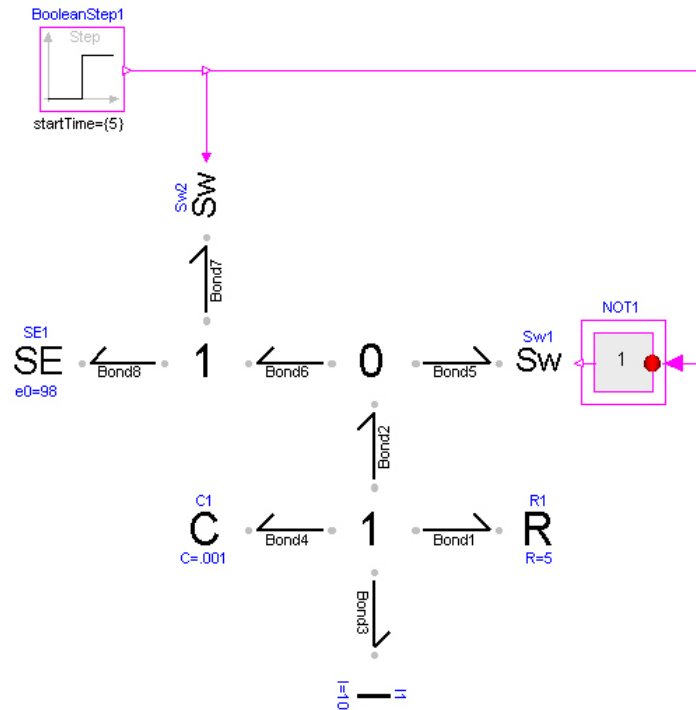 BooleanStep1
Step
startTime={5}
Sw2
Sw
Bond7
SE1
SE
e0=98
Bond8
1
Bond6
0
Bond5
Sw1
Sw
NOT1
1
Bond2
C1
C
C=.001
Bond4
1
Bond1
R1
R
R=5
Bond3
I=10
I
I1